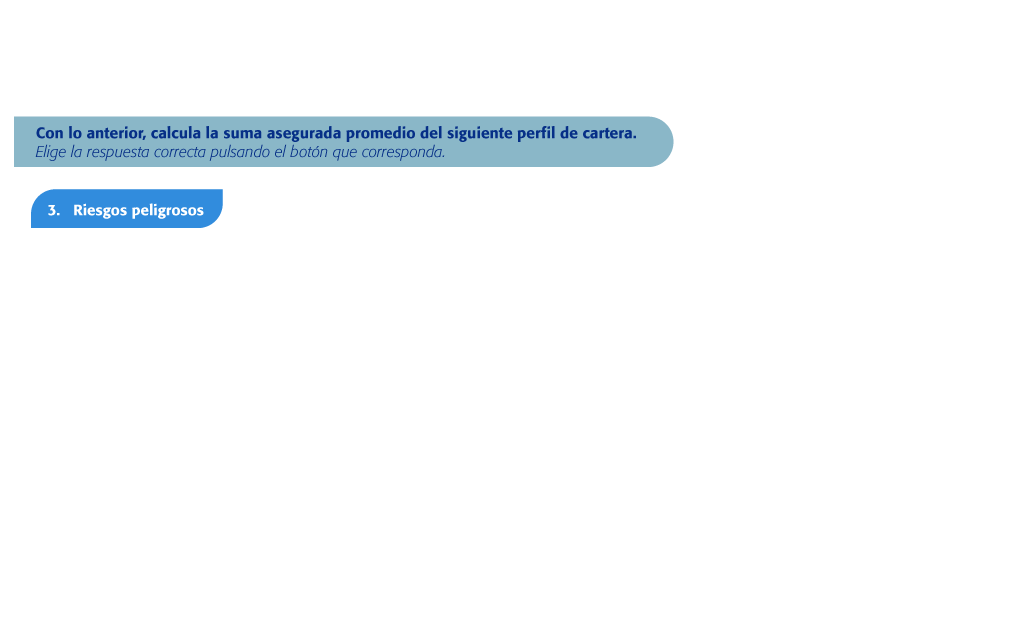 Con lo anterior, calcula la suma asegurada promedio del siguiente perfil de cartera.
Elige la respuesta correcta pulsando el botón que corresponda.
3. Riesgos peligrosos